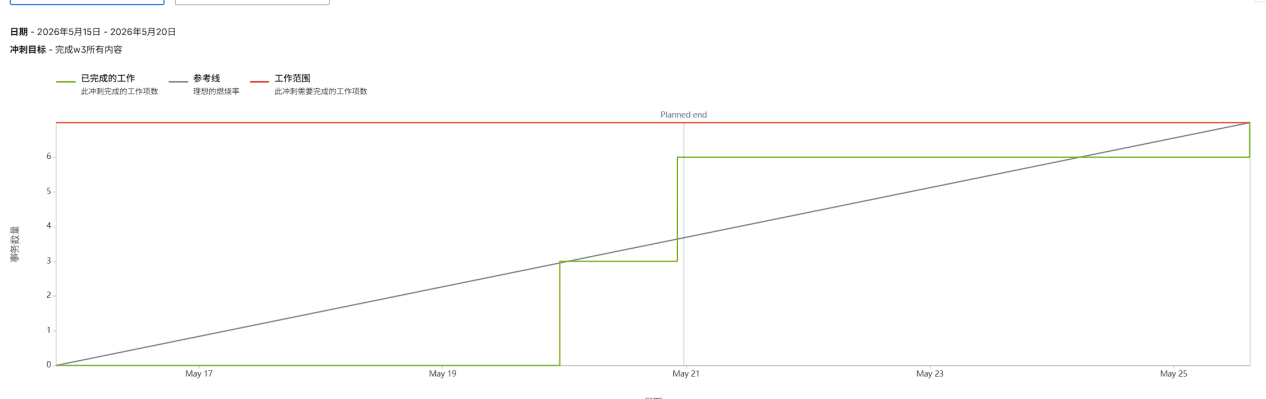 日期 - 2026年5月15日 - 2026年5月20日
冲刺目标 - 完成w3所有内容
已完成的工作
此冲刺完成的工作项数
参考线
理想的燃烧率
工作范围
此冲刺需要完成的工作项数
Planned end
6
5
4
3
2
1
0
事务数量
May 17
May 19
May 21
May 23
May 25